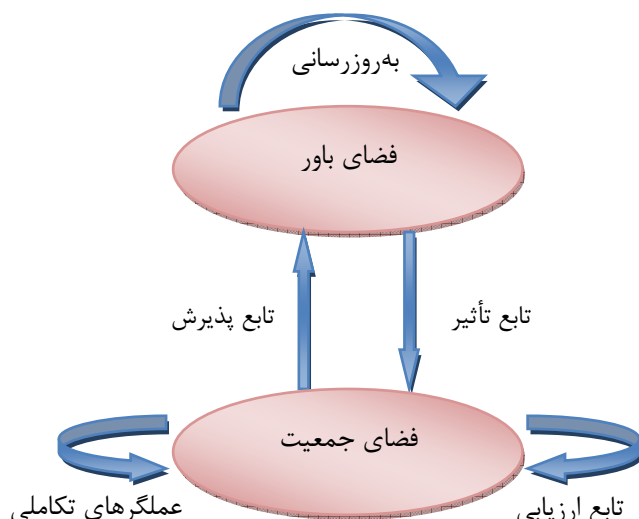 به‌روزرسانی
فضای باور
تابع پذیرش
تابع تأثیر
فضای جمعیت
عملگرهای تکاملی
تابع ارزیابی